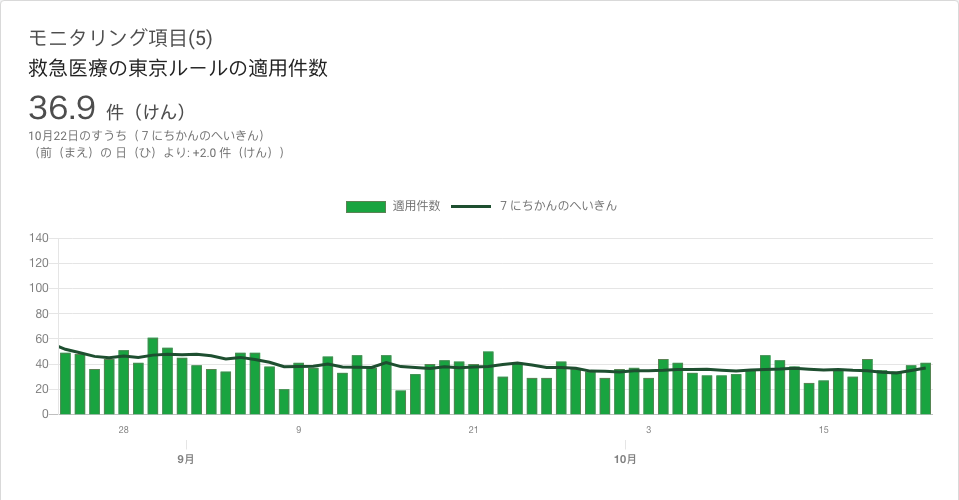 モニタリング項目(5)
救急医療の東京ルールの適用件数
36.9 件（けん）
10月22日のすうち（７にちかんのへいきん）
（前（まえ）の 日（ひ）より: +2.0 件（けん））
適用件数 ７にちかんのへいきん
140
120
100
80
60
40
20
0
28 9 21 3 15
9月 10月